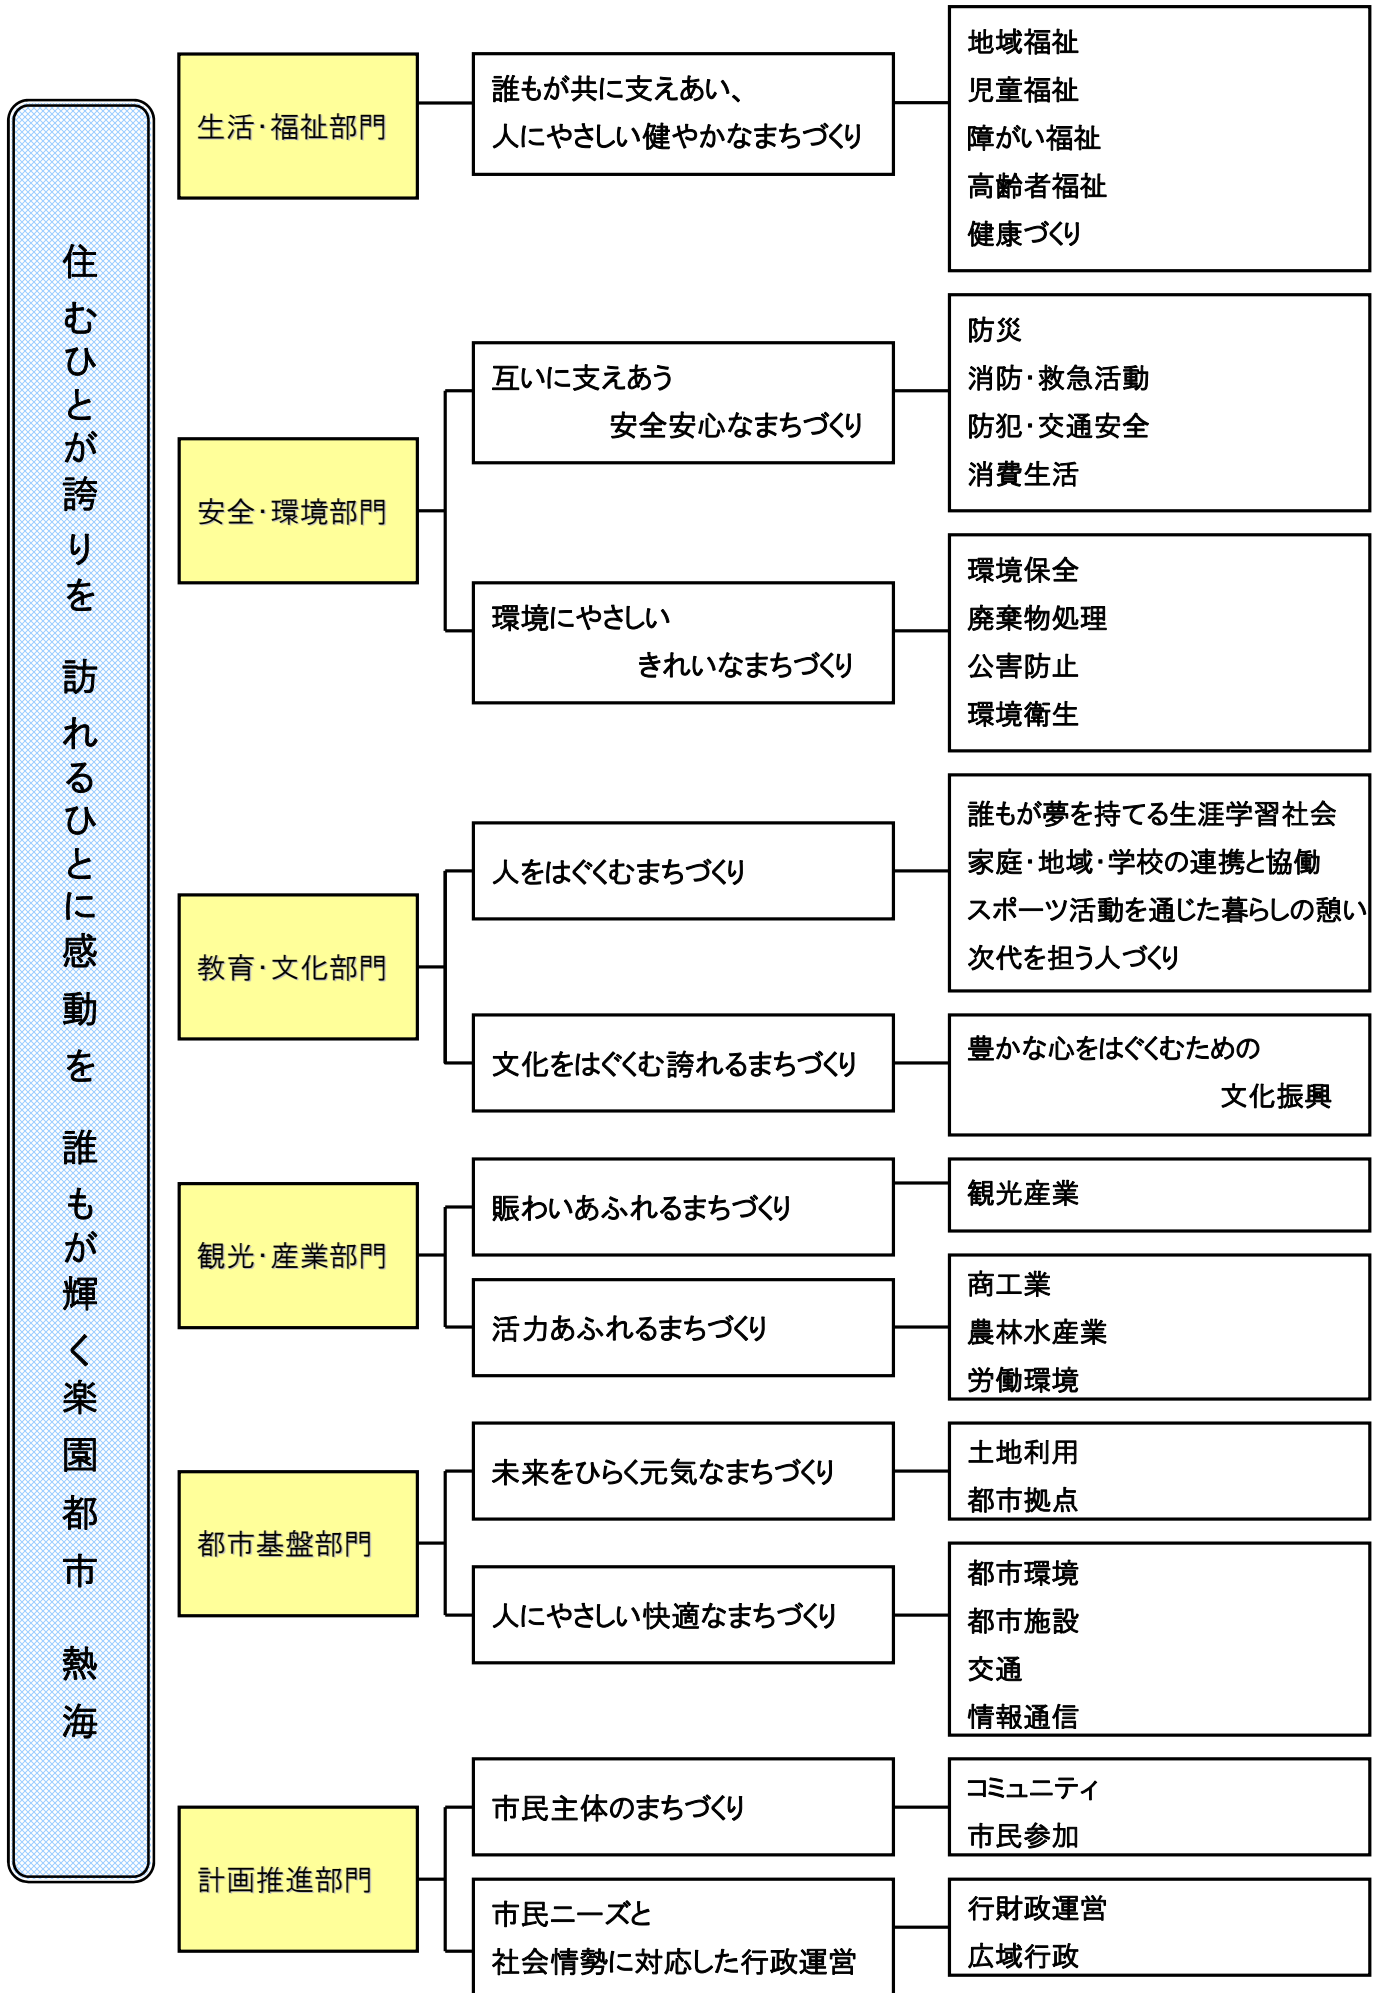 住むひとが誇りを　訪れるひとに感動を　誰もが輝く楽園都市　熱海
生活・福祉部門
誰もが共に支えあい、
人にやさしい健やかなまちづくり
地域福祉
児童福祉
障がい福祉
高齢者福祉
健康づくり
安全・環境部門
互いに支えあう
安全安心なまちづくり
防災
消防・救急活動
防犯・交通安全
消費生活
環境にやさしい
きれいなまちづくり
環境保全
廃棄物処理
公害防止
環境衛生
教育・文化部門
人をはぐくむまちづくり
誰もが夢を持てる生涯学習社会
家庭・地域・学校の連携と協働
スポーツ活動を通じた暮らしの憩い
次代を担う人づくり
文化をはぐくむ誇れるまちづくり
豊かな心をはぐくむための
文化振興
観光・産業部門
賑わいあふれるまちづくり
観光産業
活力あふれるまちづくり
商工業
農林水産業
労働環境
都市基盤部門
未来をひらく元気なまちづくり
土地利用
都市拠点
人にやさしい快適なまちづくり
都市環境
都市施設
交通
情報通信
計画推進部門
市民主体のまちづくり
コミュニティ
市民参加
市民ニーズと
社会情勢に対応した行政運営
行財政運営
広域行政